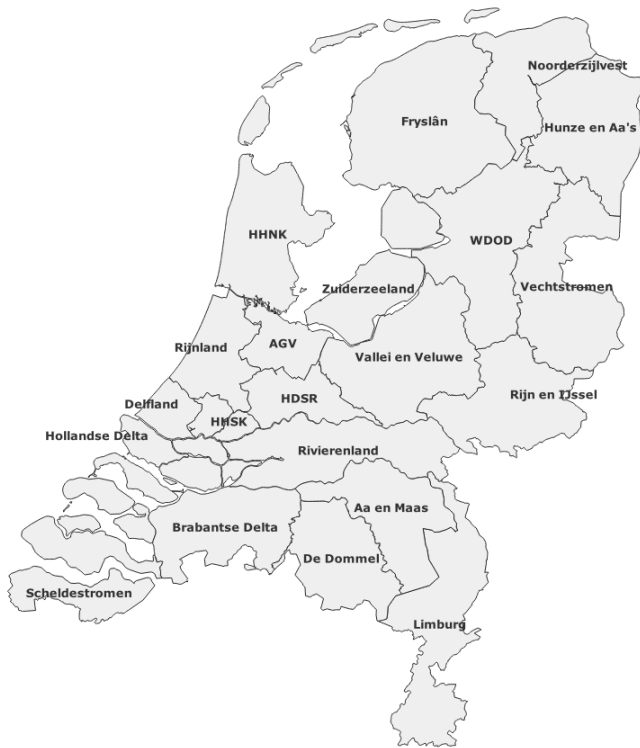 Noorderzijlvest
Fryslân
Hunze en Aa's
HHNK
WDOD
Zuiderzeeland
Vechtstromen
AGV
Rijnland
Vallei en Veluwe
Rijn en IJssel
HDSR
Delfland
HHSK
Hollandse Delta
Rivierenland
Aa en Maas
Brabantse Delta
De Dommel
Scheldestromen
Limburg